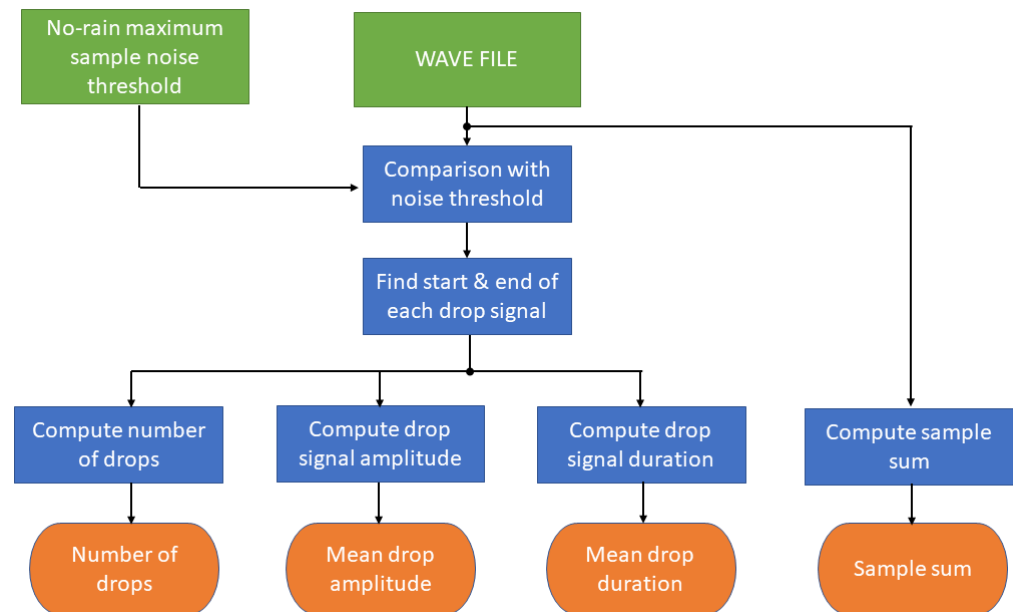 No-rain maximum
sample noise
threshold
WAVE FILE
Comparison with
noise threshold
Find start & end of
each drop signal
Compute number
of drops
Compute drop
signal amplitude
Compute drop
signal duration
Compute sample
sum
Number of
drops
Mean drop
amplitude
Mean drop
duration
Sample sum